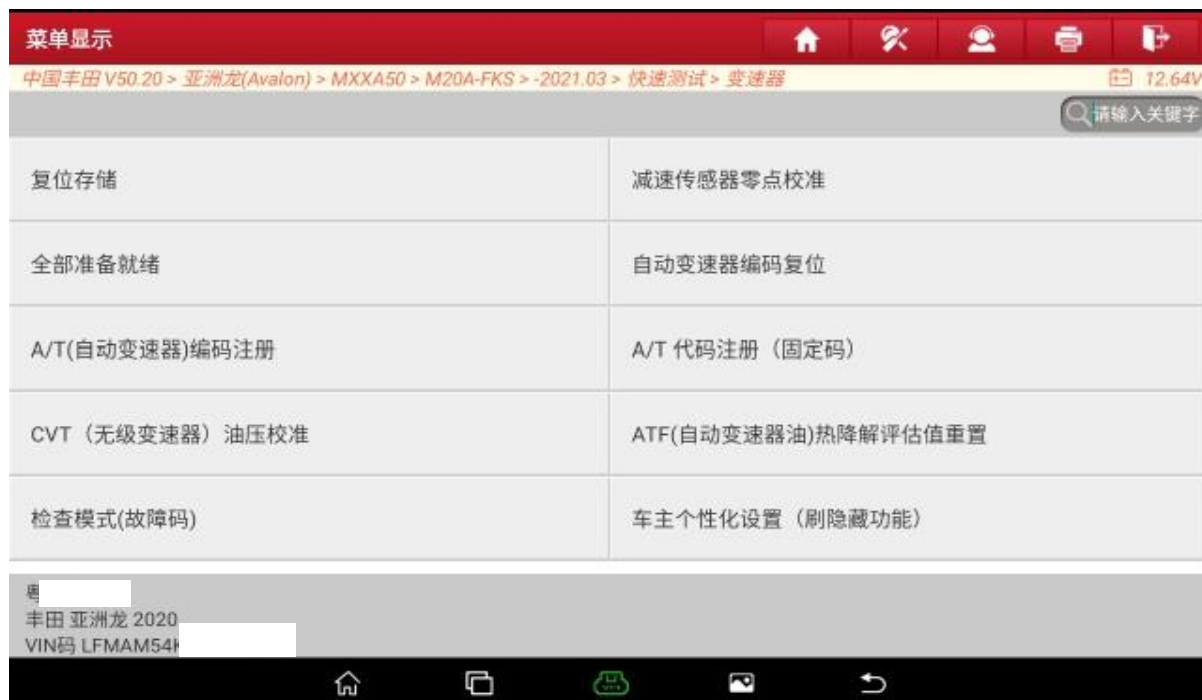 菜单显示
中国丰田 V50.20 > 亚洲龙(Avalon) > MXXA50 > M20A-FKS > -2021.03 > 快速测试 > 变速器 12.64V
请输入关键字
复位存储 减速传感器零点校准
全部准备就绪 自动变速器编码复位
A/T(自动变速器)编码注册 A/T 代码注册（固定码）
CVT（无级变速器）油压校准 ATF(自动变速器油)热降解评估值重置
检查模式(故障码) 车主个性化设置（刷隐藏功能）
粤
丰田 亚洲龙 2020
VIN码 LFMAM54